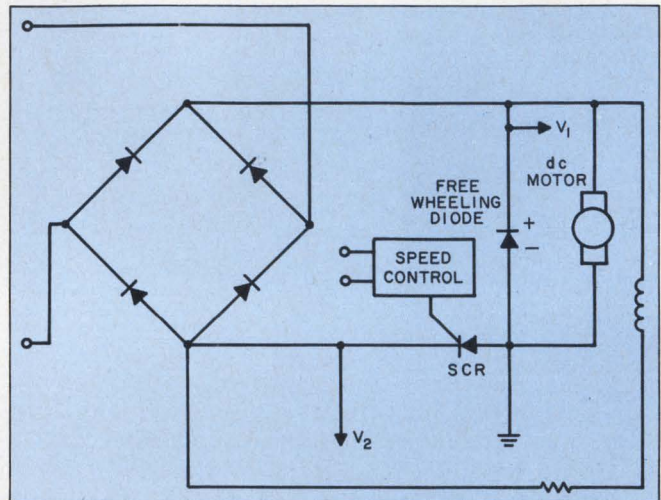 V1
dc
MOTOR
FREE
WHEELING
DIODE
+
−
SPEED
CONTROL
SCR
V2